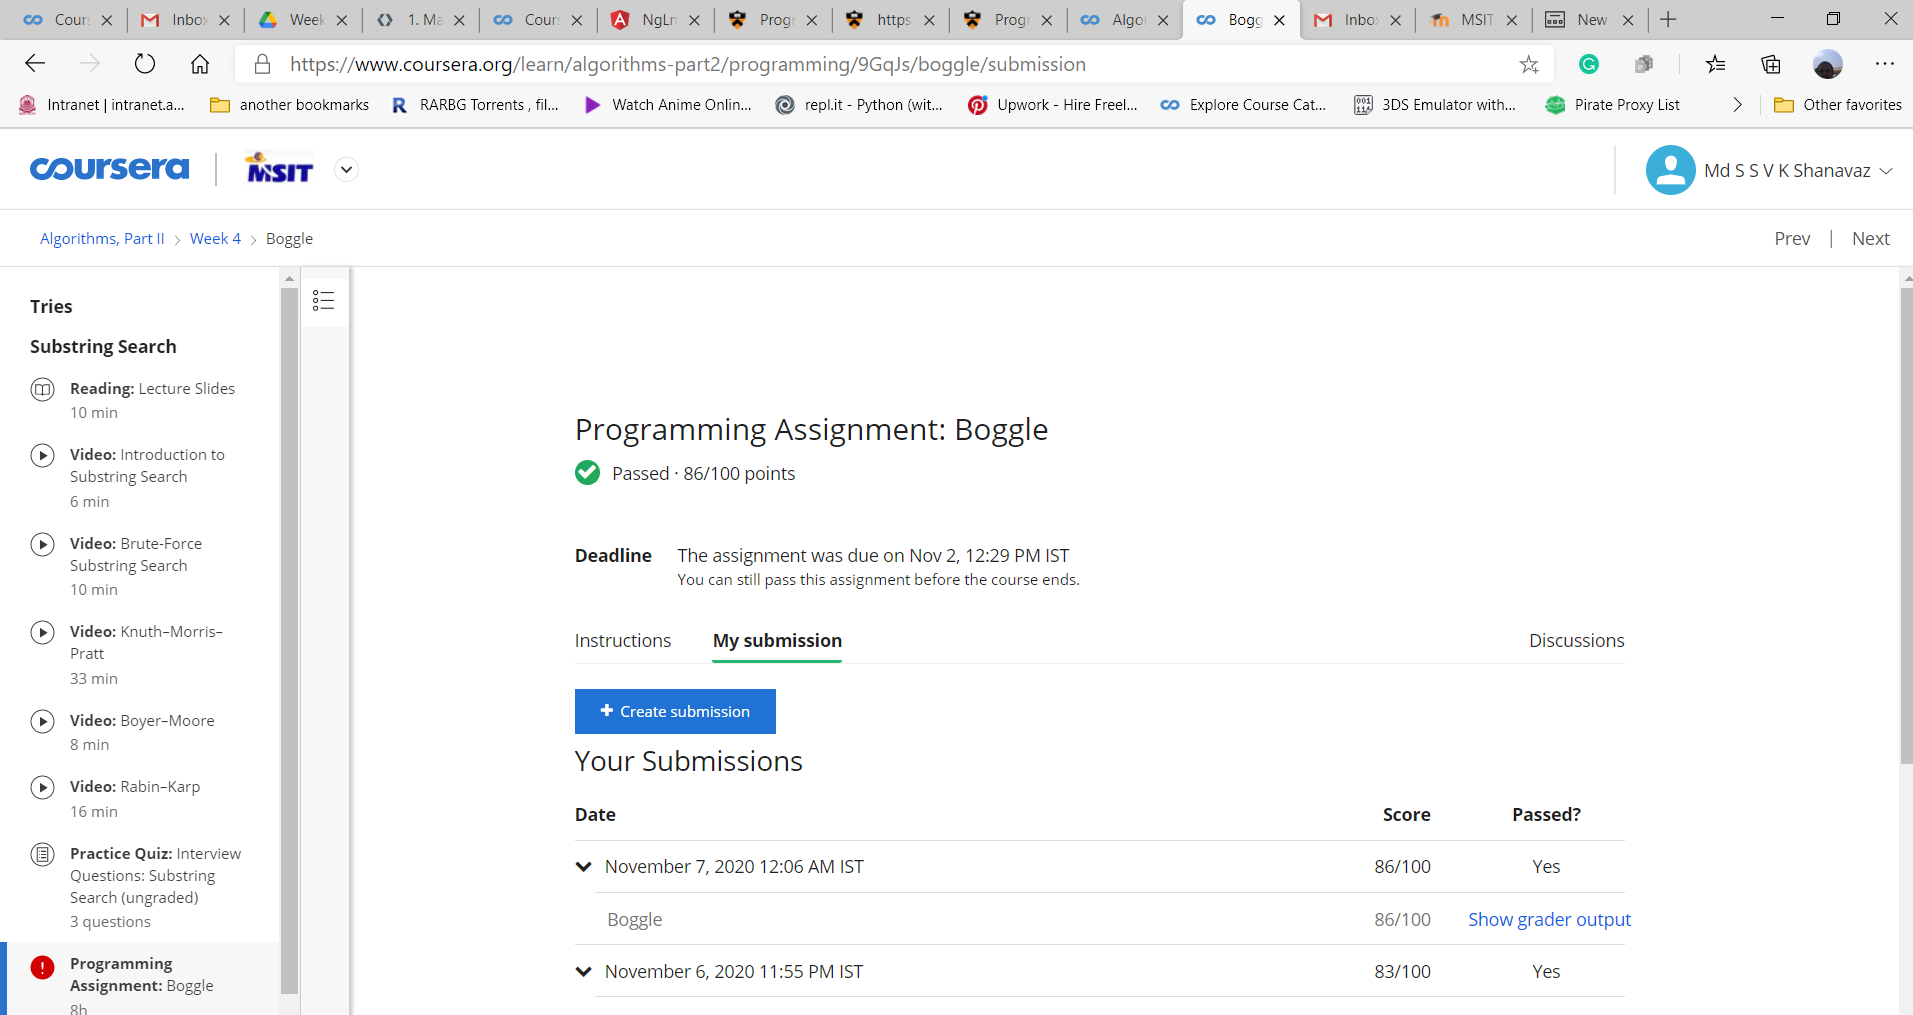 Cours
Inbox
Week
1. Ma
Cours
NgLm
Progr
https
Progr
Algor
Bogg
Inbox
MSIT
New
https://www.coursera.org/learn/algorithms-part2/programming/9GqJs/boggle/submission
Intranet | intranet.a...
another bookmarks
RARBG Torrents , fil...
Watch Anime Onlin...
repl.it - Python (wit...
Upwork - Hire Freel...
Explore Course Cat...
3DS Emulator with...
Pirate Proxy List
Other favorites
coursera
MSIT
Md S S V K Shanavaz
Algorithms, Part II
Week 4
Boggle
Prev | Next
Tries
Substring Search
Reading: Lecture Slides
10 min
Video: Introduction to
Substring Search
6 min
Video: Brute-Force
Substring Search
10 min
Video: Knuth–Morris–
Pratt
33 min
Video: Boyer–Moore
8 min
Video: Rabin–Karp
16 min
Practice Quiz: Interview
Questions: Substring
Search (ungraded)
3 questions
Programming
Assignment: Boggle
8h
Programming Assignment: Boggle
Passed · 86/100 points
Deadline The assignment was due on Nov 2, 12:29 PM IST
You can still pass this assignment before the course ends.
Instructions
My submission
Discussions
+ Create submission
Your Submissions
Date Score Passed?
November 7, 2020 12:06 AM IST 86/100 Yes
Boggle 86/100 Show grader output
November 6, 2020 11:55 PM IST 83/100 Yes